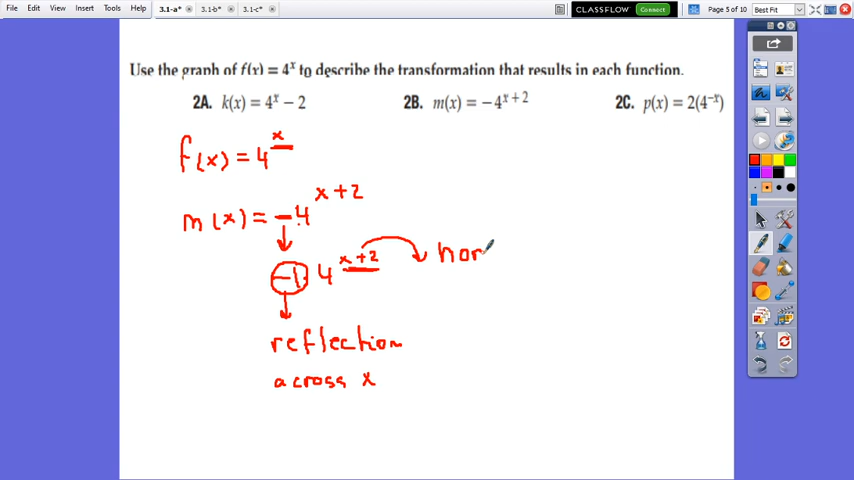 File Edit View Insert Tools Help 3.1-a* 3.1-b* 3.1-c* CLASSFLOW Connect Page 5 of 10 Best Fit
Use the graph of f(x) = 4^x to describe the transformation that results in each function.
2A. k(x) = 4^x − 2 2B. m(x) = −4^x + 2 2C. p(x) = 2(4^−x)
f(x) = 4^x
m(x) = −4^x+2
−1 · 4^x+2 hor
reflection
across x